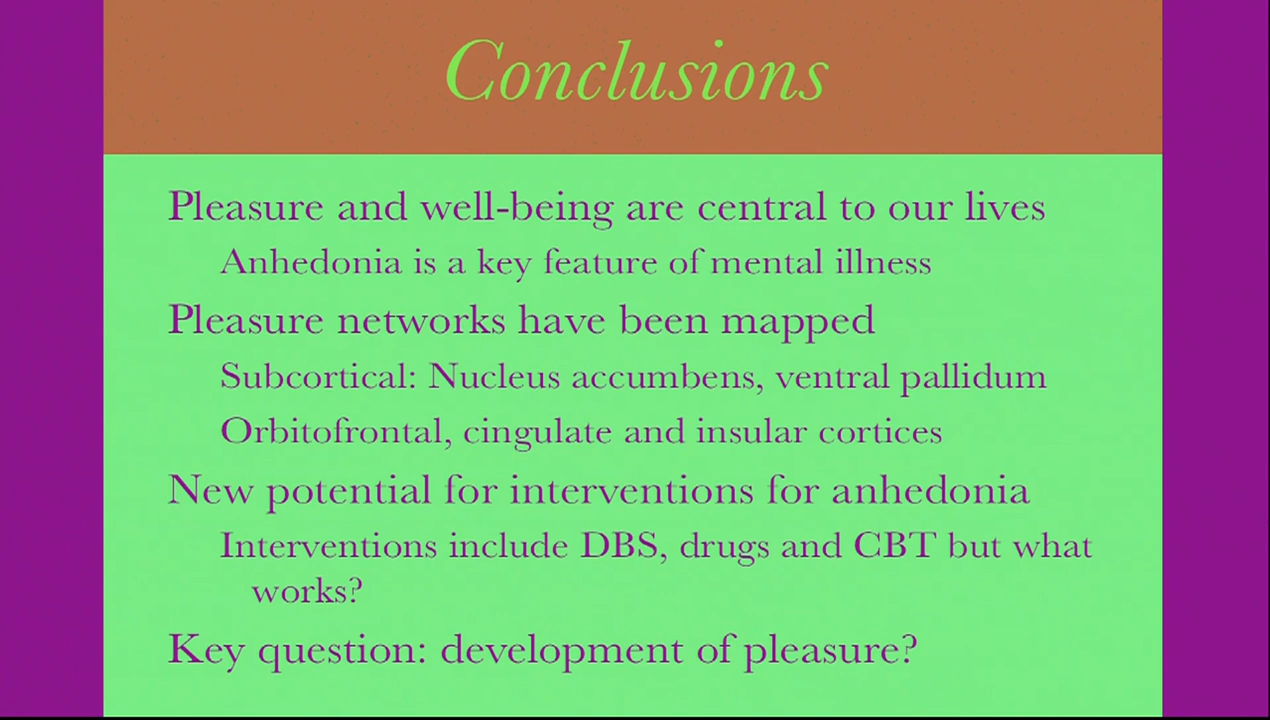 Conclusions
Pleasure and well-being are central to our lives
Anhedonia is a key feature of mental illness
Pleasure networks have been mapped
Subcortical: Nucleus accumbens, ventral pallidum
Orbitofrontal, cingulate and insular cortices
New potential for interventions for anhedonia
Interventions include DBS, drugs and CBT but what
works?
Key question: development of pleasure?